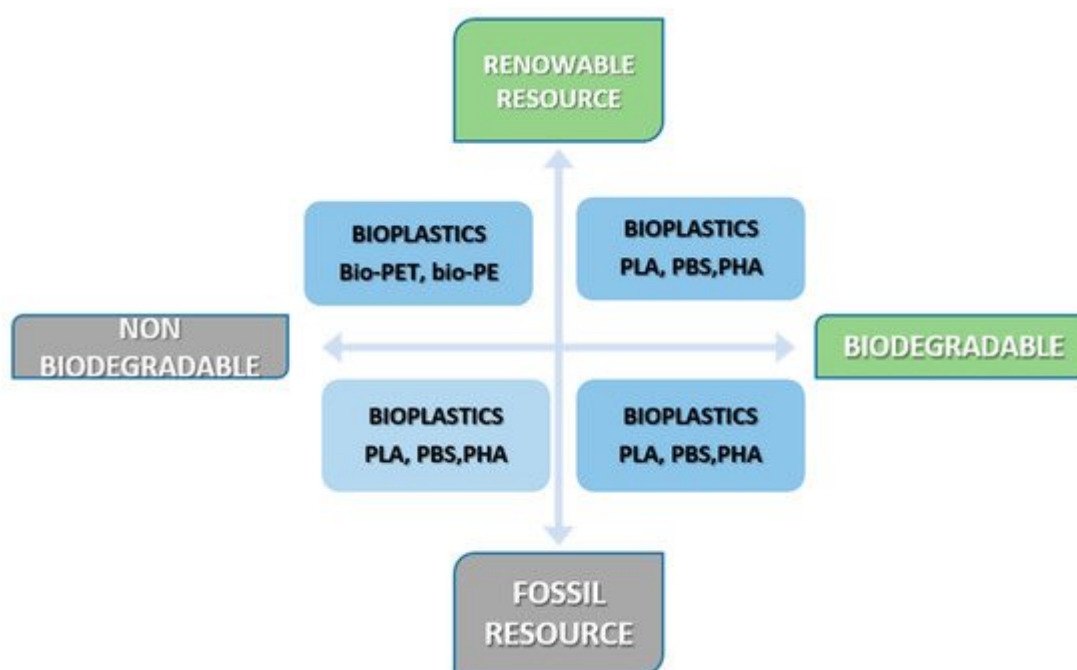 RENOWABLE
RESOURCE
BIOPLASTICS
Bio-PET, bio-PE
BIOPLASTICS
PLA, PBS,PHA
NON
BIODEGRADABLE
BIODEGRADABLE
BIOPLASTICS
PLA, PBS,PHA
BIOPLASTICS
PLA, PBS,PHA
FOSSIL
RESOURCE